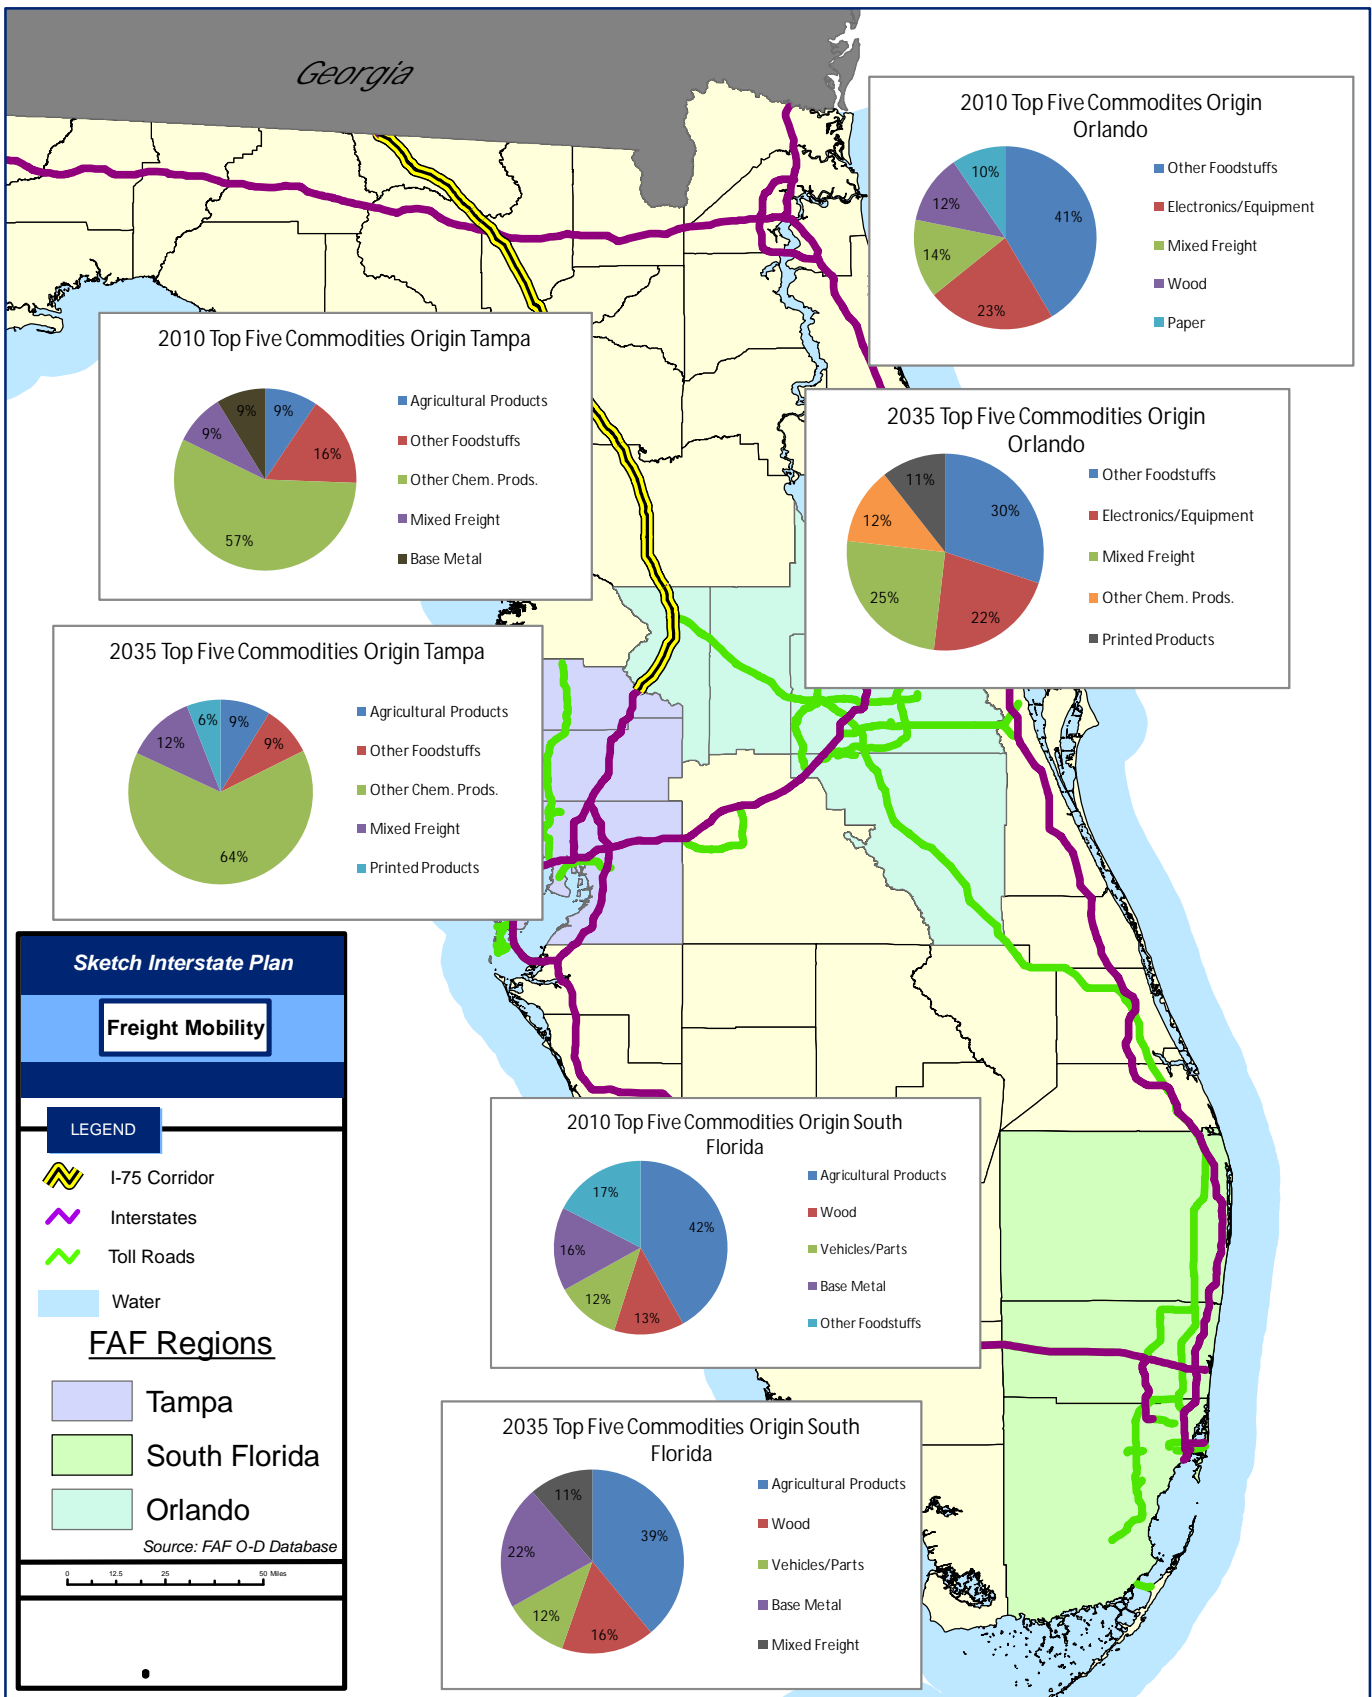 Georgia
2010 Top Five Commodites Origin
Orlando
41%
23%
14%
12%
10%
Other Foodstuffs
Electronics/Equipment
Mixed Freight
Wood
Paper
2010 Top Five Commodities Origin Tampa
9%
16%
57%
9%
9%
Agricultural Products
Other Foodstuffs
Other Chem. Prods.
Mixed Freight
Base Metal
2035 Top Five Commodities Origin
Orlando
30%
22%
25%
12%
11%
Other Foodstuffs
Electronics/Equipment
Mixed Freight
Other Chem. Prods.
Printed Products
2035 Top Five Commodities Origin Tampa
9%
9%
64%
12%
6%
Agricultural Products
Other Foodstuffs
Other Chem. Prods.
Mixed Freight
Printed Products
2010 Top Five Commodities Origin South
Florida
42%
13%
12%
16%
17%
Agricultural Products
Wood
Vehicles/Parts
Base Metal
Other Foodstuffs
2035 Top Five Commodities Origin South
Florida
39%
16%
12%
22%
11%
Agricultural Products
Wood
Vehicles/Parts
Base Metal
Mixed Freight
Sketch Interstate Plan
Freight Mobility
LEGEND
I-75 Corridor
Interstates
Toll Roads
Water
FAF Regions
Tampa
South Florida
Orlando
Source: FAF O-D Database
0 12.5 25 50 Miles